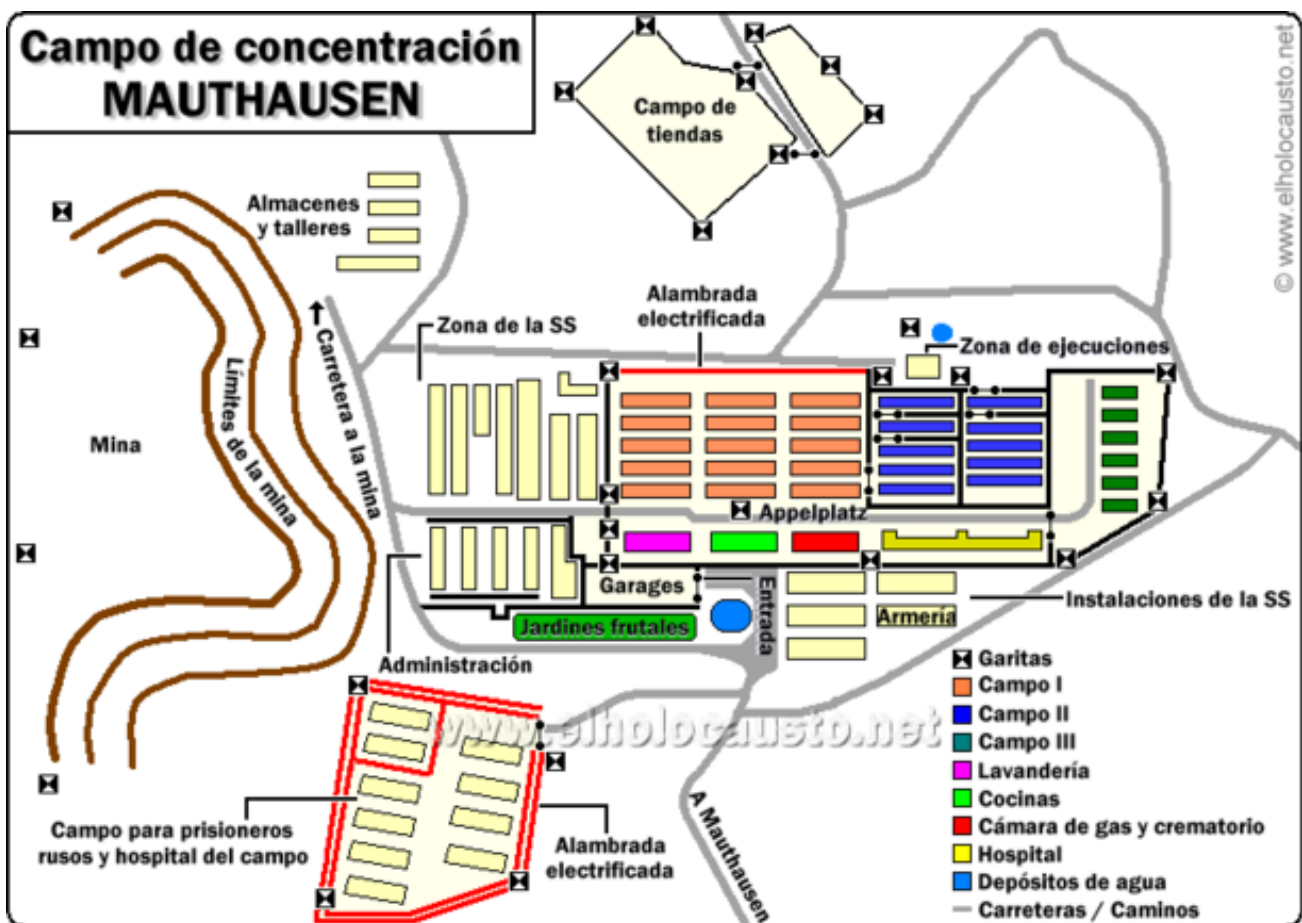 Campo de concentración
MAUTHAUSEN
Campo de
tiendas
© www.elholocausto.net
Almacenes
y talleres
Alambrada
electrificada
Zona de la SS
Zona de ejecuciones
Carretera a la mina
Límites de la mina
Mina
Appelplatz
Garages
Entrada
Instalaciones de la SS
Armería
Jardines frutales
Administración
Garitas
Campo I
Campo II
Campo III
Lavandería
Cocinas
Cámara de gas y crematorio
Hospital
Depósitos de agua
Carreteras / Caminos
www.elholocausto.net
Campo para prisioneros
rusos y hospital del campo
Alambrada
electrificada
A Mauthausen